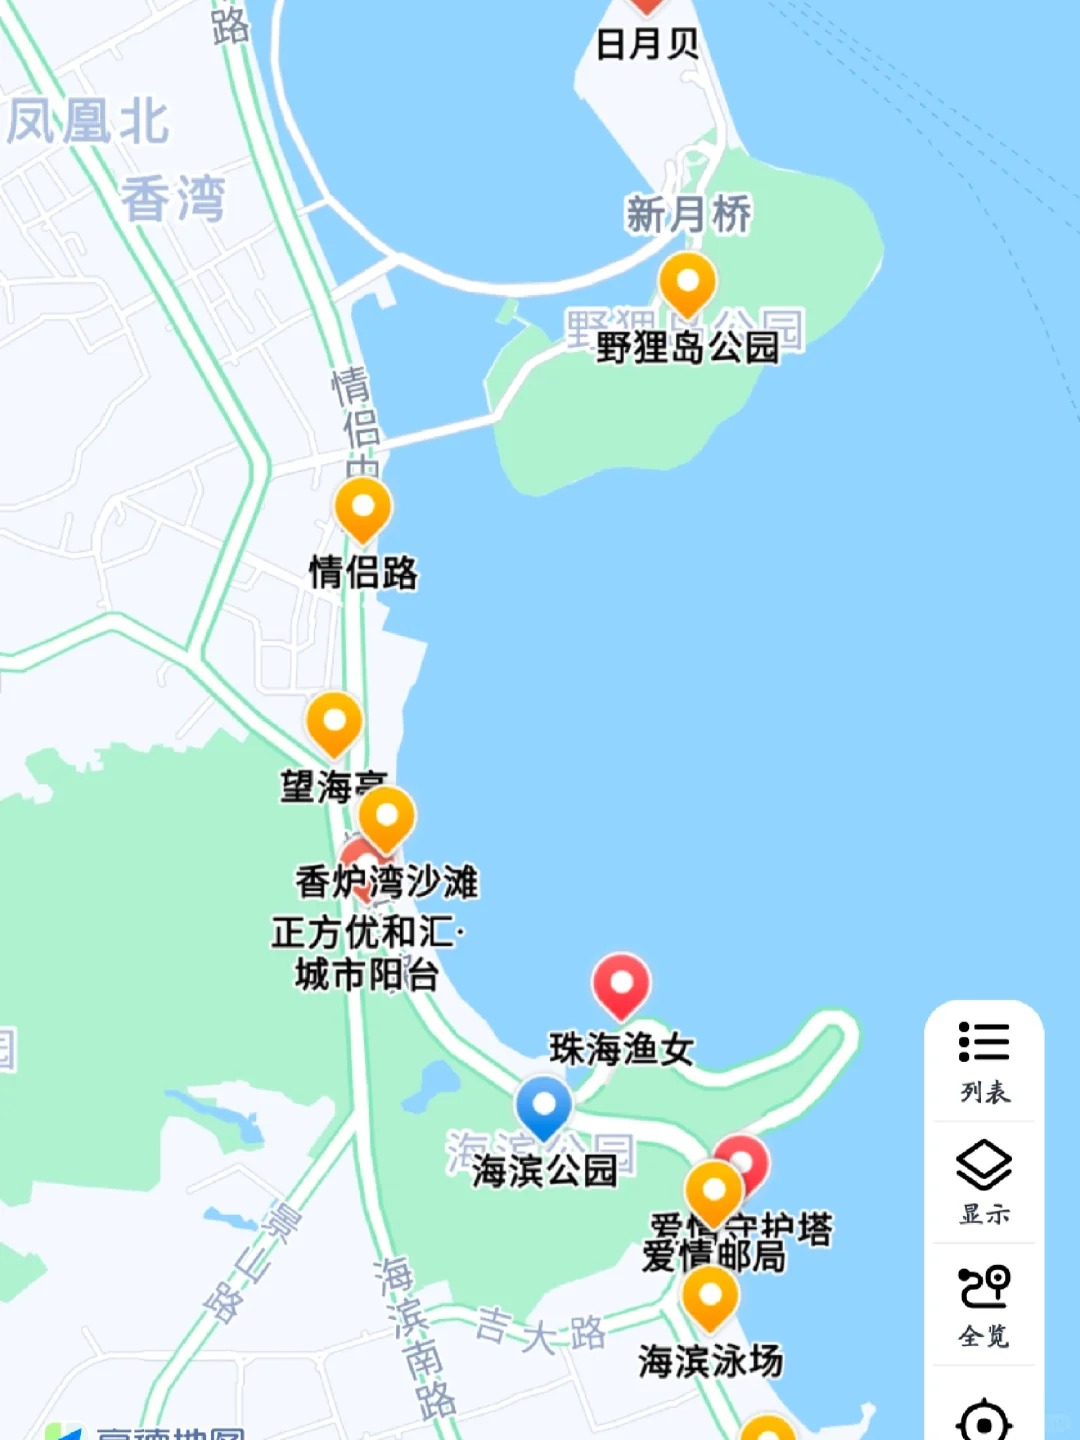 路
日月贝
凤凰北
香湾
新月桥
野狸岛公园
野狸岛公园
情侣中
情侣路
望海亭
香炉湾沙滩
正方优和汇·
城市阳台
珠海渔女
海滨公园
海滨公园
爱情守护塔
爱情邮局
景山路
海滨南路
吉大路
海滨泳场
列表
显示
全览
高德地图